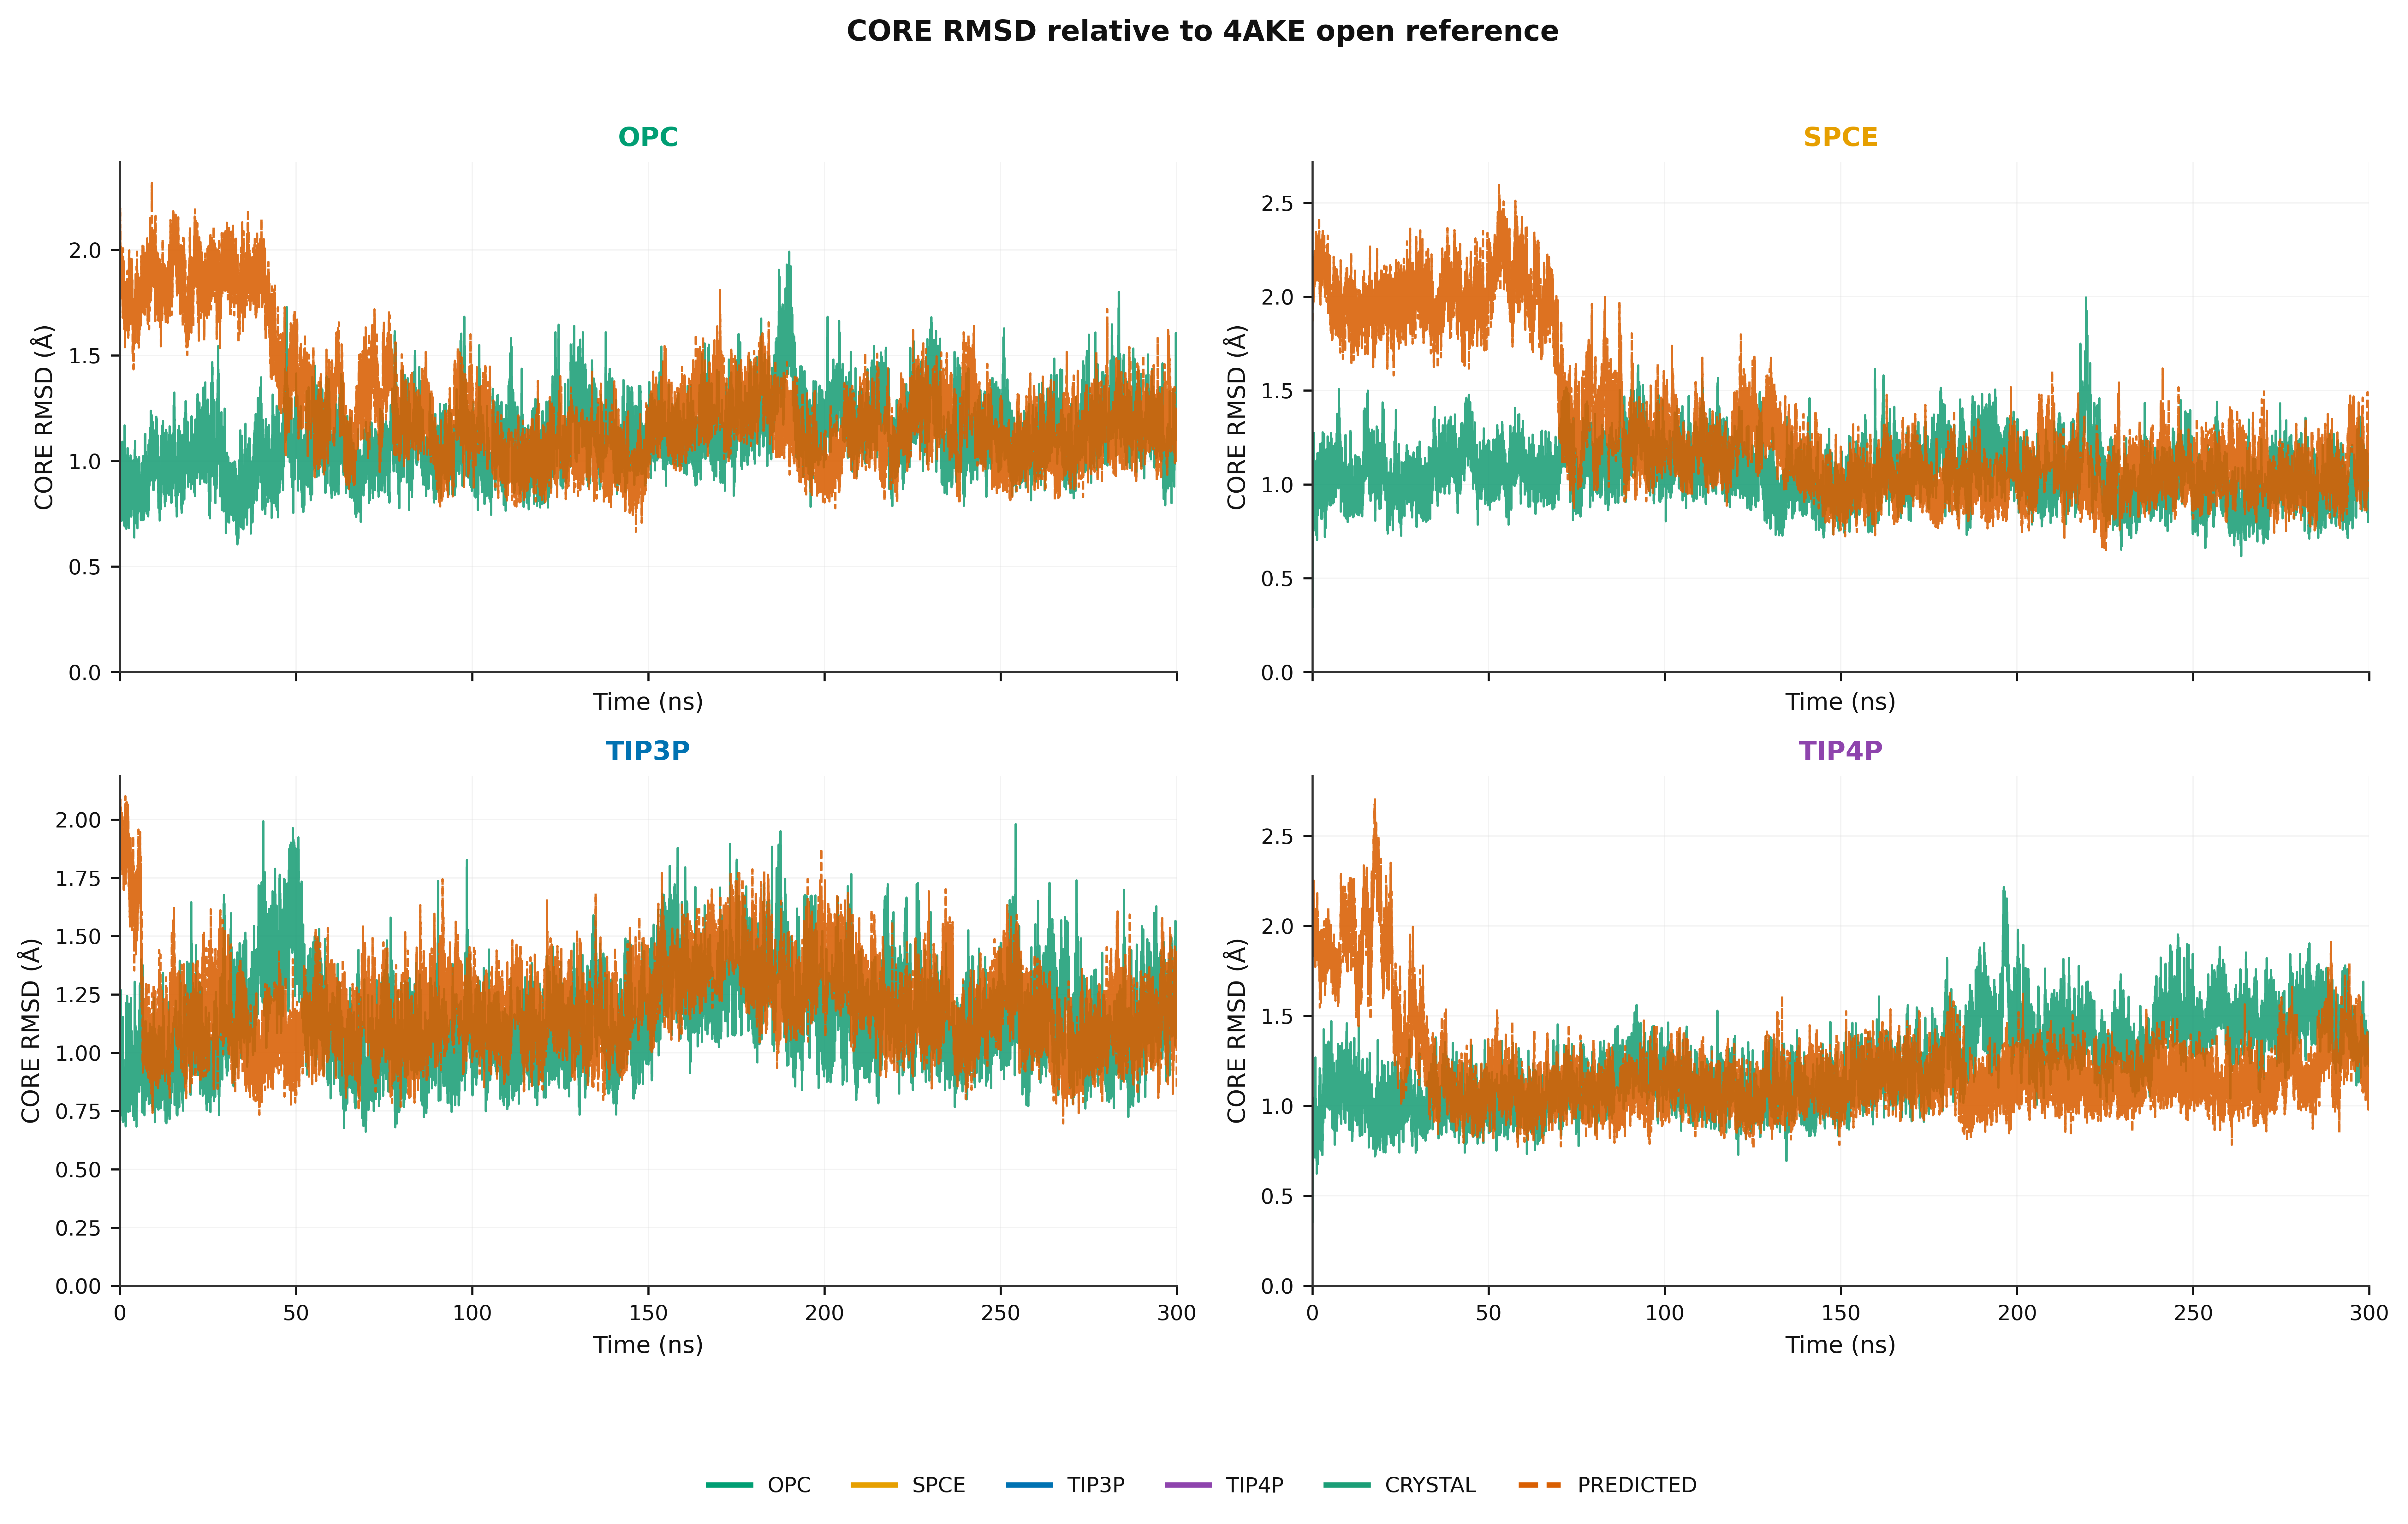 CORE RMSD relative to 4AKE open reference
OPC
CORE RMSD (Å)
2.0
1.5
1.0
0.5
0.0
Time (ns)
SPCE
CORE RMSD (Å)
2.5
2.0
1.5
1.0
0.5
0.0
Time (ns)
TIP3P
CORE RMSD (Å)
2.00
1.75
1.50
1.25
1.00
0.75
0.50
0.25
0.00
0 50 100 150 200 250 300
Time (ns)
TIP4P
CORE RMSD (Å)
2.5
2.0
1.5
1.0
0.5
0.0
0 50 100 150 200 250 300
Time (ns)
OPC SPCE TIP3P TIP4P CRYSTAL PREDICTED